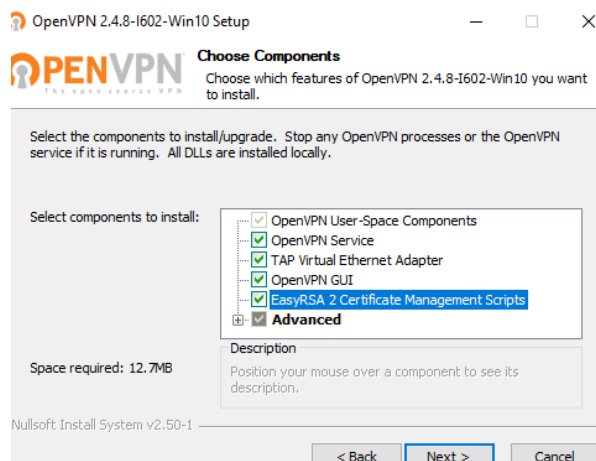 OpenVPN 2.4.8-I602-Win10 Setup
OPENVPN
The open source VPN
Choose Components
Choose which features of OpenVPN 2.4.8-I602-Win10 you want
to install.
Select the components to install/upgrade. Stop any OpenVPN processes or the OpenVPN
service if it is running. All DLLs are installed locally.
Select components to install:
OpenVPN User-Space Components
OpenVPN Service
TAP Virtual Ethernet Adapter
OpenVPN GUI
EasyRSA 2 Certificate Management Scripts
Advanced
Space required: 12.7MB
Description
Position your mouse over a component to see its
description.
Nullsoft Install System v2.50-1
< Back
Next >
Cancel